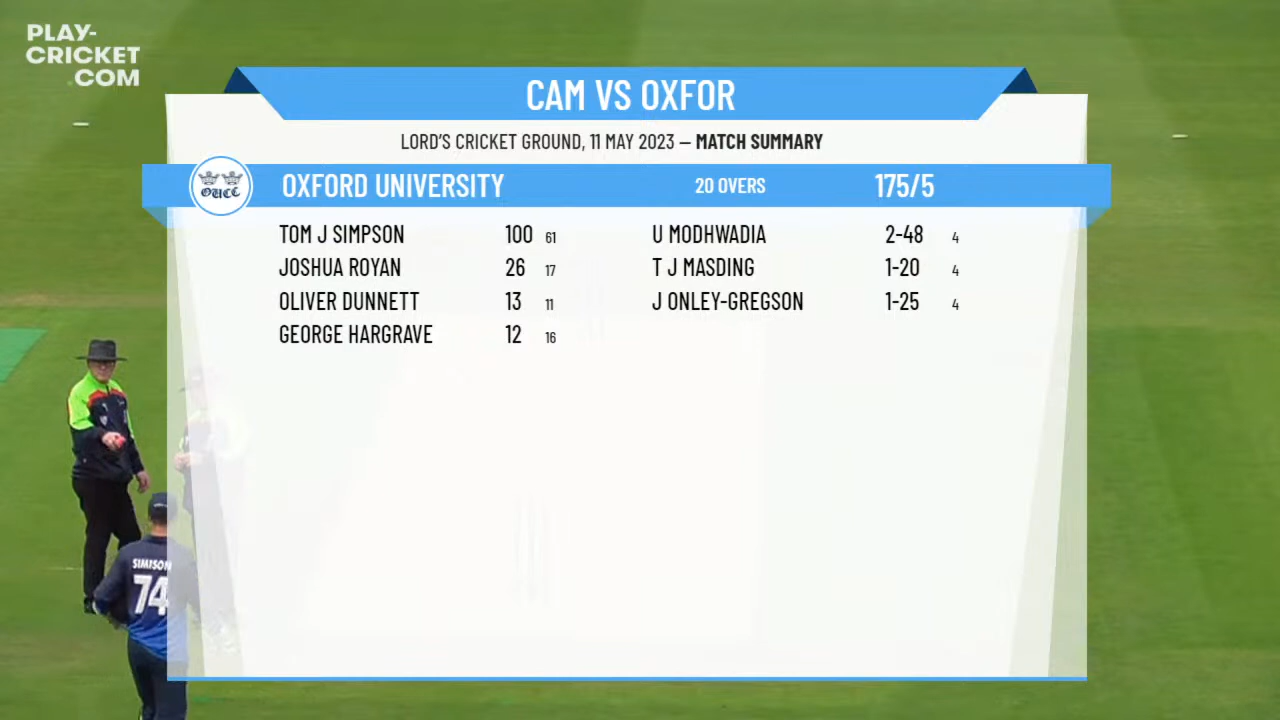 PLAY-
CRICKET
.COM
CAM VS OXFOR
LORD'S CRICKET GROUND, 11 MAY 2023 – MATCH SUMMARY
OUCC
OXFORD UNIVERSITY 20 OVERS 175/5
TOM J SIMPSON 100 61 U MODHWADIA 2-48 4
JOSHUA ROYAN 26 17 T J MASDING 1-20 4
OLIVER DUNNETT 13 11 J ONLEY-GREGSON 1-25 4
GEORGE HARGRAVE 12 16
SIMISON
74